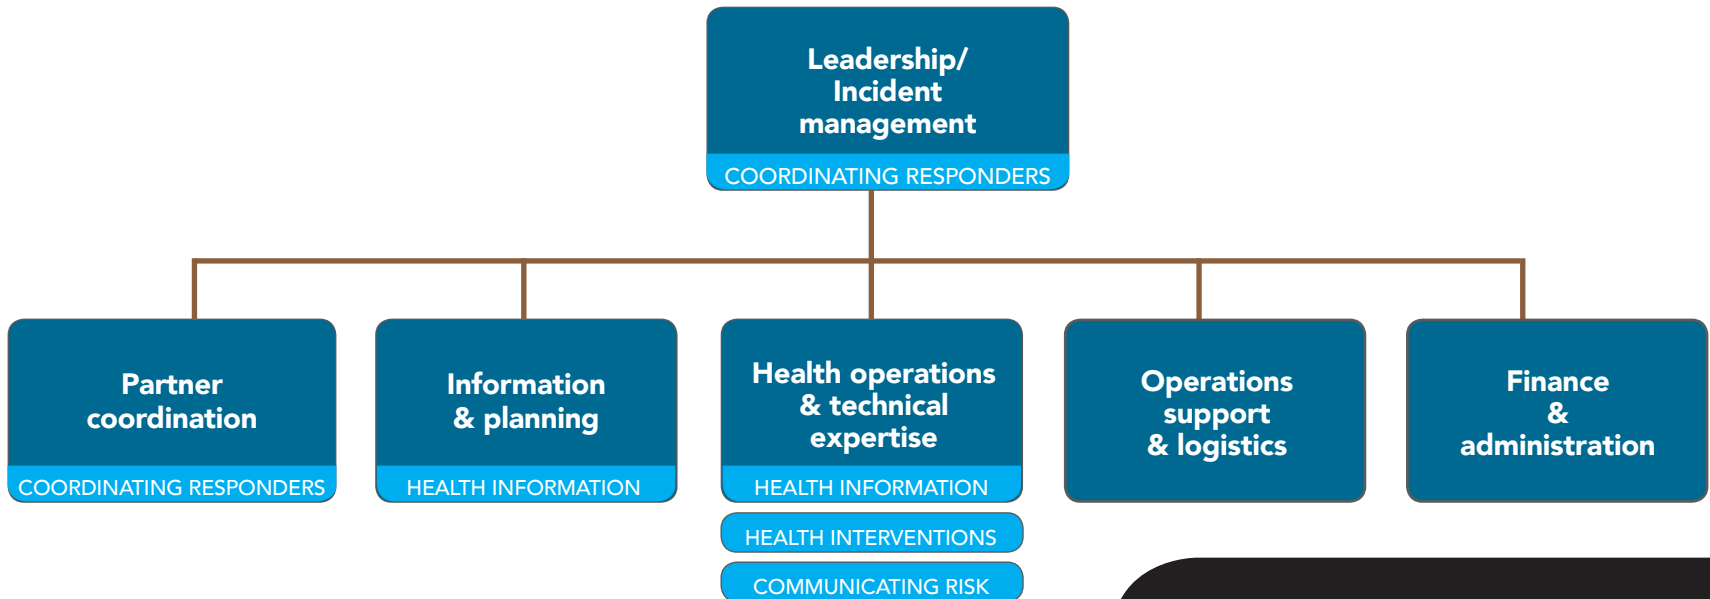 Leadership/
Incident
management
COORDINATING RESPONDERS
Partner
coordination
COORDINATING RESPONDERS
Information
& planning
HEALTH INFORMATION
Health operations
& technical
expertise
HEALTH INFORMATION
HEALTH INTERVENTIONS
COMMUNICATING RISK
Operations
support
& logistics
Finance
&
administration